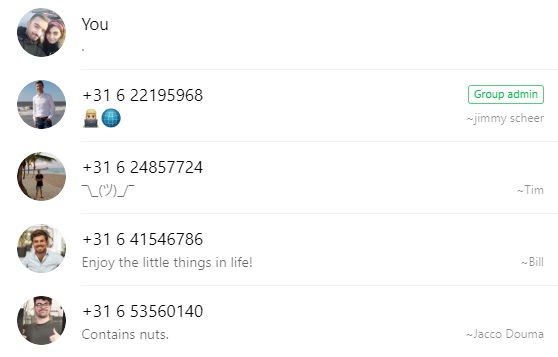 You
.
+31 6 22195968
Group admin
👩🏼‍💻🌐
~jimmy scheer
+31 6 24857724
¯\_(ツ)_/¯
~Tim
+31 6 41546786
Enjoy the little things in life!
~Bill
+31 6 53560140
Contains nuts.
~Jacco Douma